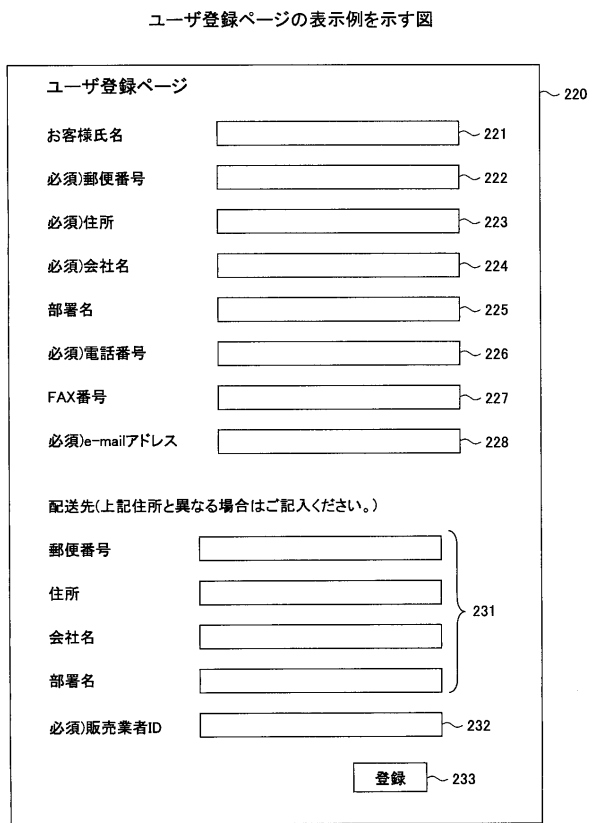 ユーザ登録ページの表示例を示す図
ユーザ登録ページ
220
お客様氏名 221
必須)郵便番号 222
必須)住所 223
必須)会社名 224
部署名 225
必須)電話番号 226
FAX番号 227
必須)e-mailアドレス 228
配送先(上記住所と異なる場合はご記入ください。)
郵便番号
住所
231
会社名
部署名
必須)販売業者ID 232
登録 233